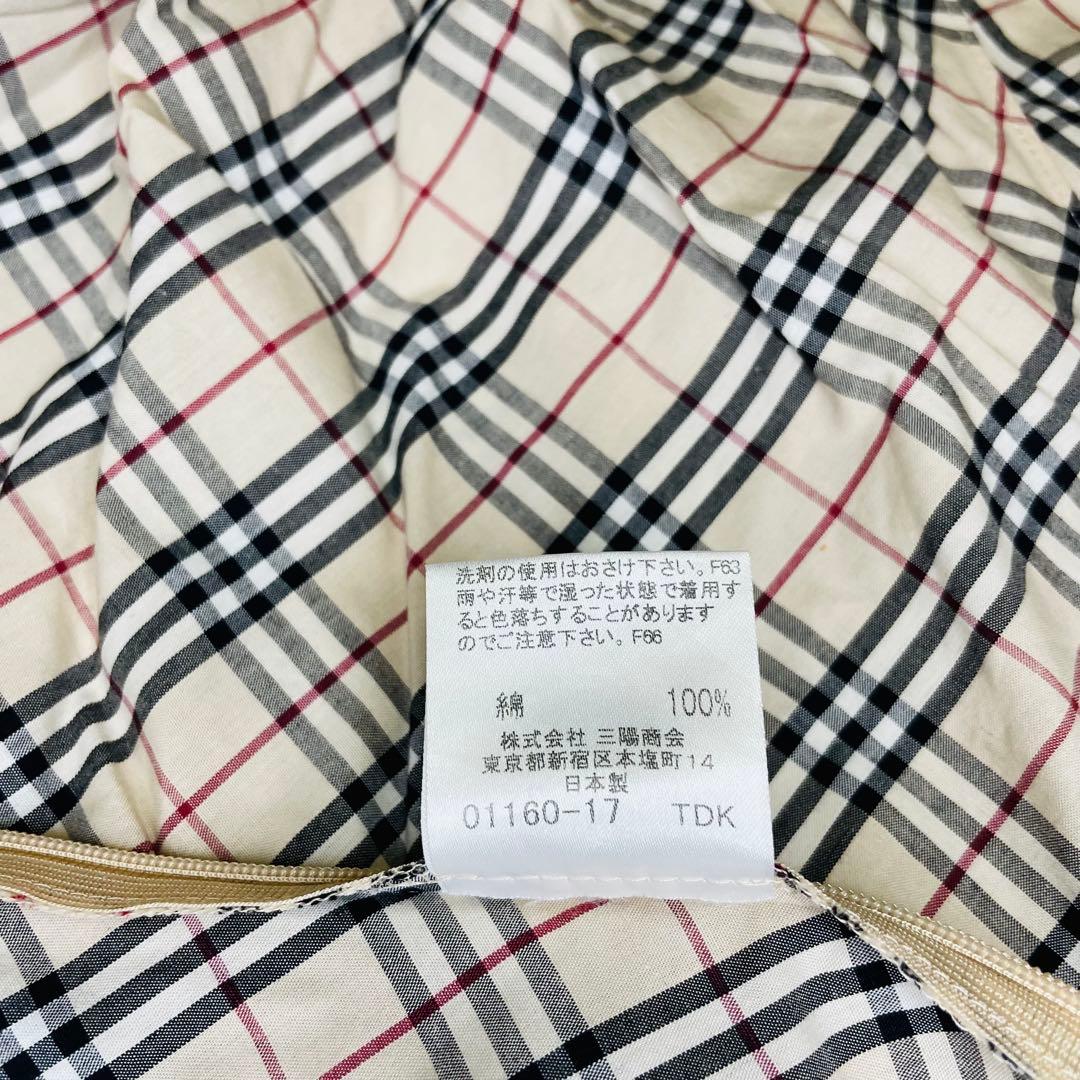 洗剤の使用はおさけ下さい。F63
雨や汗等で湿った状態で着用す
ると色落ちすることがあります
のでご注意下さい。F66
綿 100%
株式会社 三陽商会
東京都新宿区本塩町14
日本製
01160-17 TDK